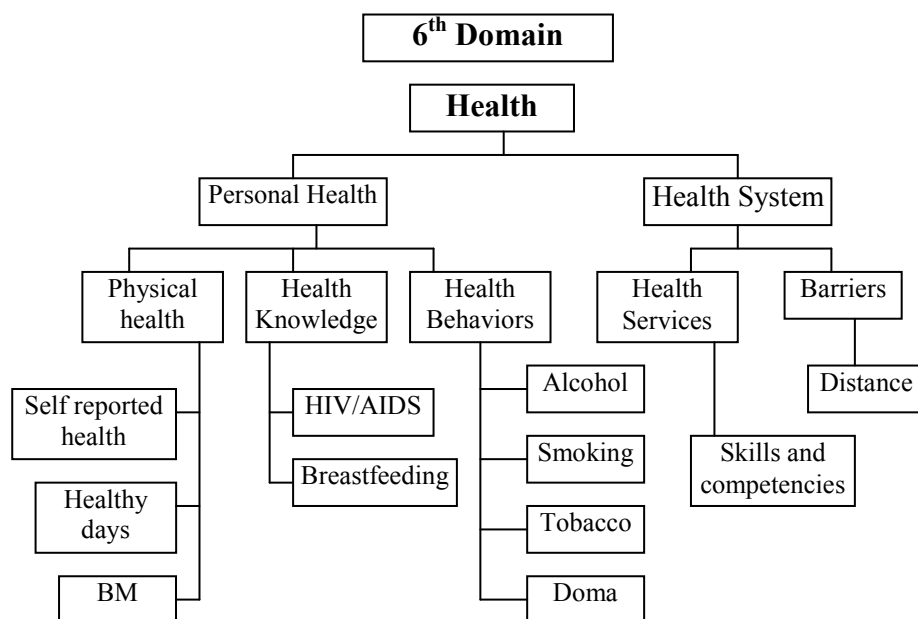 6th Domain
Health
Personal Health
Health System
Physical
health
Health
Knowledge
Health
Behaviors
Health
Services
Barriers
Self reported
health
Healthy
days
BM
HIV/AIDS
Breastfeeding
Alcohol
Smoking
Tobacco
Doma
Skills and
competencies
Distance